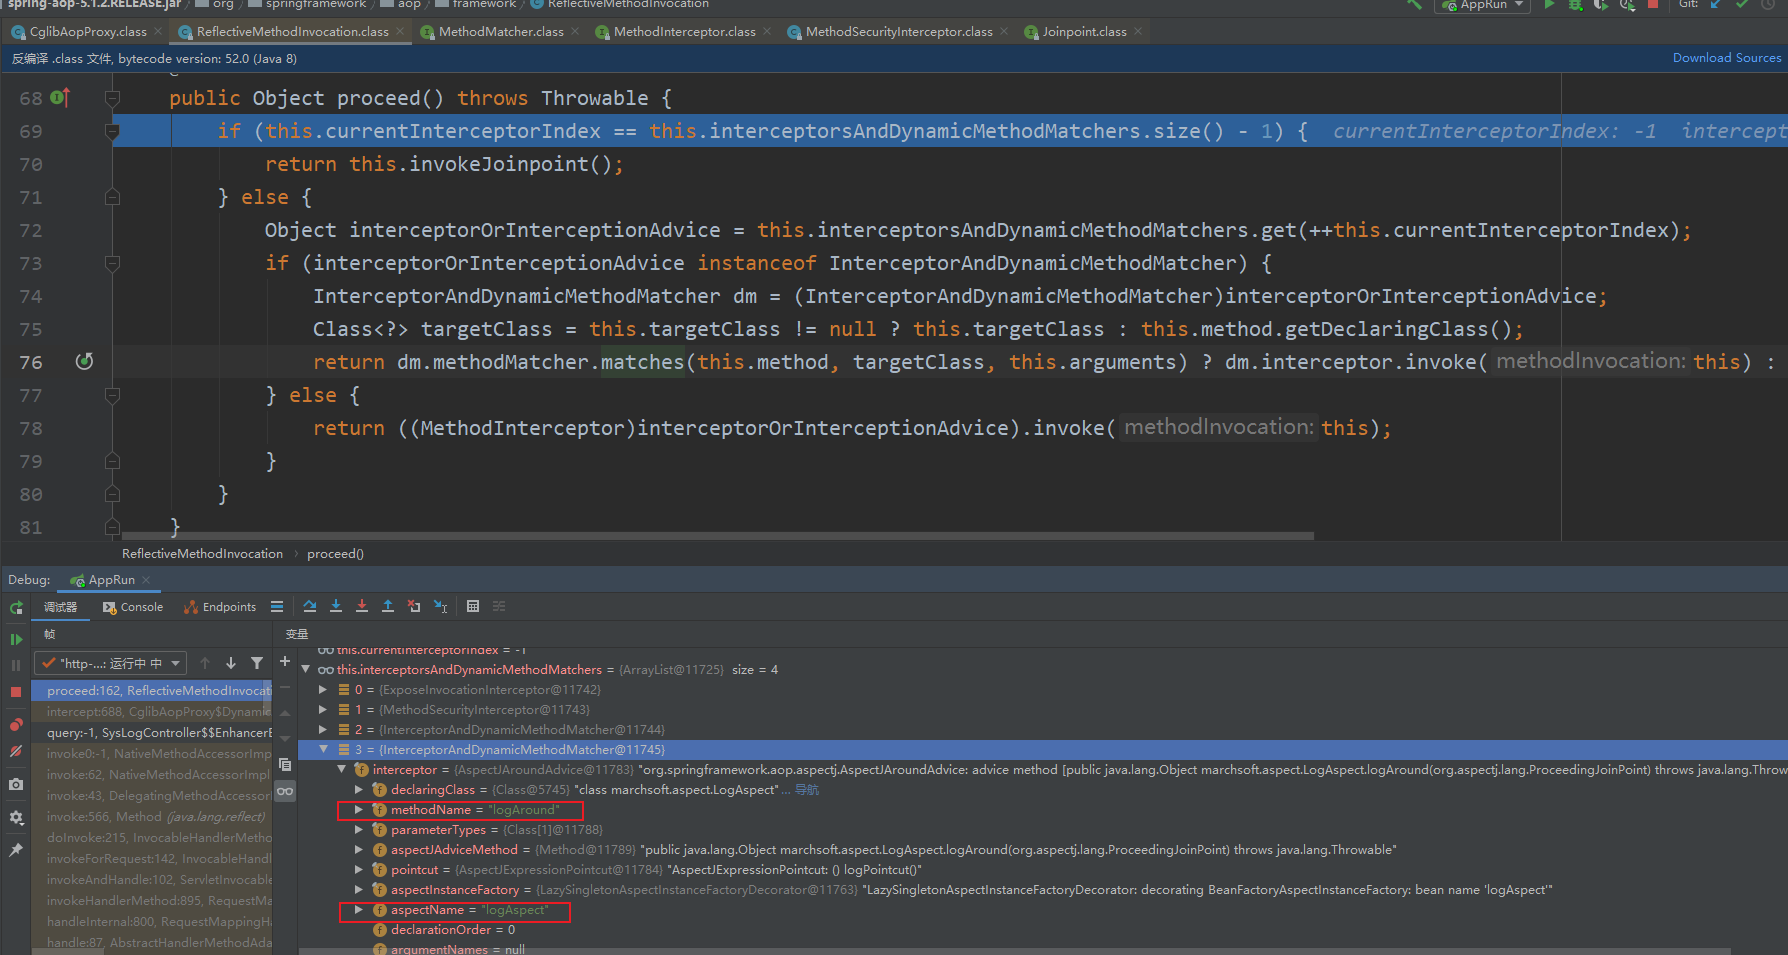 spring-aop-5.1.2.RELEASE.jar org springframework aop framework ReflectiveMethodInvocation AppRun Git:
CglibAopProxy.class ReflectiveMethodInvocation.class MethodMatcher.class MethodInterceptor.class MethodSecurityInterceptor.class Joinpoint.class
反编译 .class 文件, bytecode version: 52.0 (Java 8) Download Sources
68 public Object proceed() throws Throwable {
69 if (this.currentInterceptorIndex == this.interceptorsAndDynamicMethodMatchers.size() - 1) { currentInterceptorIndex: -1 intercept
70 return this.invokeJoinpoint();
71 } else {
72 Object interceptorOrInterceptionAdvice = this.interceptorsAndDynamicMethodMatchers.get(++this.currentInterceptorIndex);
73 if (interceptorOrInterceptionAdvice instanceof InterceptorAndDynamicMethodMatcher) {
74 InterceptorAndDynamicMethodMatcher dm = (InterceptorAndDynamicMethodMatcher)interceptorOrInterceptionAdvice;
75 Class<?> targetClass = this.targetClass != null ? this.targetClass : this.method.getDeclaringClass();
76 return dm.methodMatcher.matches(this.method, targetClass, this.arguments) ? dm.interceptor.invoke( methodInvocation: this) :
77 } else {
78 return ((MethodInterceptor)interceptorOrInterceptionAdvice).invoke( methodInvocation: this);
79 }
80 }
81 }
ReflectiveMethodInvocation › proceed()
Debug: AppRun
调试器 Console Endpoints
帧
"http-...: 运行中 中
proceed:162, ReflectiveMethodInvocati
intercept:688, CglibAopProxy$Dynamic
query:-1, SysLogController$$EnhancerB
invoke0:-1, NativeMethodAccessorImp
invoke:62, NativeMethodAccessorImpl
invoke:43, DelegatingMethodAccessor
invoke:566, Method (java.lang.reflect)
doInvoke:215, InvocableHandlerMetho
invokeForRequest:142, InvocableHandl
invokeAndHandle:102, ServletInvocable
invokeHandlerMethod:895, RequestMa
handleInternal:800, RequestMappingH
handle:87, AbstractHandlerMethodAda
变量
this.currentInterceptorIndex = -1
this.interceptorsAndDynamicMethodMatchers = {ArrayList@11725} size = 4
0 = {ExposeInvocationInterceptor@11742}
1 = {MethodSecurityInterceptor@11743}
2 = {InterceptorAndDynamicMethodMatcher@11744}
3 = {InterceptorAndDynamicMethodMatcher@11745}
interceptor = {AspectJAroundAdvice@11783} "org.springframework.aop.aspectj.AspectJAroundAdvice: advice method [public java.lang.Object marchsoft.aspect.LogAspect.logAround(org.aspectj.lang.ProceedingJoinPoint) throws java.lang.Throw
declaringClass = {Class@5745} "class marchsoft.aspect.LogAspect" ... 导航
methodName = "logAround"
parameterTypes = {Class[1]@11788}
aspectJAdviceMethod = {Method@11789} "public java.lang.Object marchsoft.aspect.LogAspect.logAround(org.aspectj.lang.ProceedingJoinPoint) throws java.lang.Throwable"
pointcut = {AspectJExpressionPointcut@11784} "AspectJExpressionPointcut: () logPointcut()"
aspectInstanceFactory = {LazySingletonAspectInstanceFactoryDecorator@11763} "LazySingletonAspectInstanceFactoryDecorator: decorating BeanFactoryAspectInstanceFactory: bean name 'logAspect'"
aspectName = "logAspect"
declarationOrder = 0
argumentNames = null